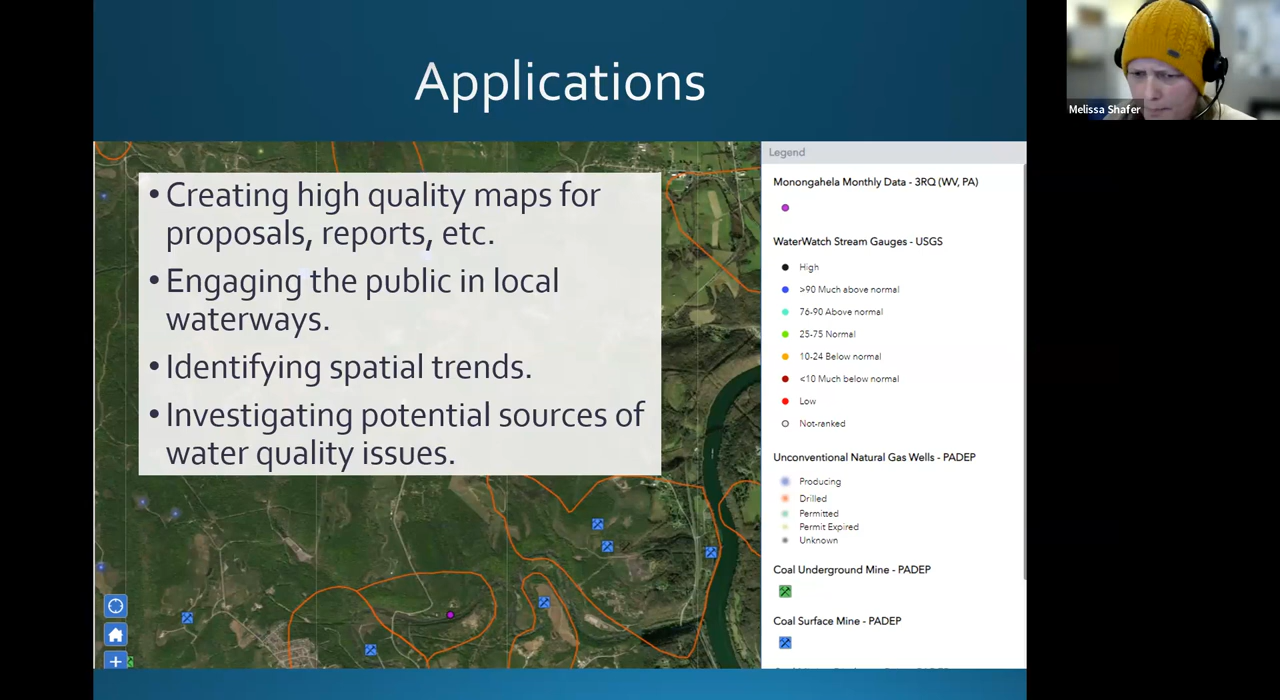 Applications
• Creating high quality maps for
proposals, reports, etc.
• Engaging the public in local
waterways.
• Identifying spatial trends.
• Investigating potential sources of
water quality issues.
Legend
Monongahela Monthly Data - 3RQ (WV, PA)
WaterWatch Stream Gauges - USGS
High
>90 Much above normal
76-90 Above normal
25-75 Normal
10-24 Below normal
<10 Much below normal
Low
Not-ranked
Unconventional Natural Gas Wells - PADEP
Producing
Drilled
Permitted
Permit Expired
Unknown
Coal Underground Mine - PADEP
Coal Surface Mine - PADEP
Melissa Shafer